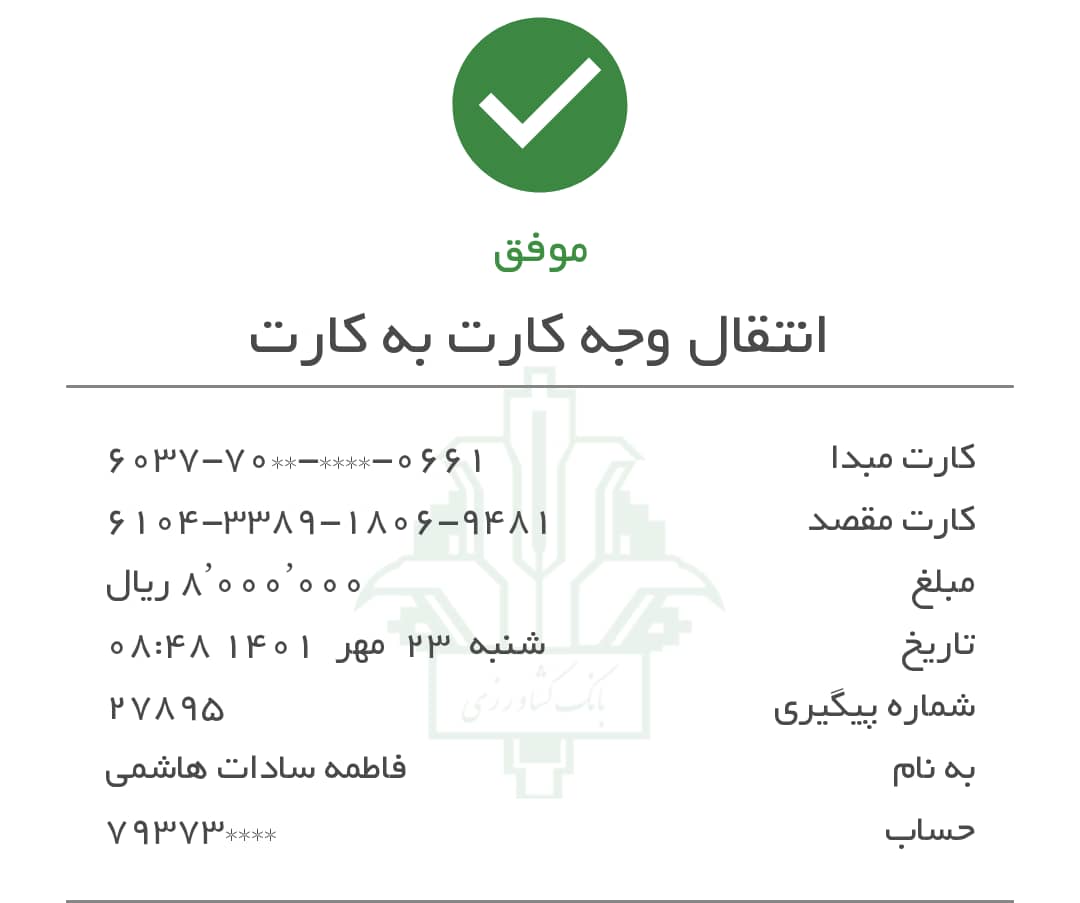 موفق
انتقال وجه کارت به کارت
کارت مبدا ۶۰۳۷-۷۰**-****-۰۶۶۱
کارت مقصد ۶۱۰۴-۳۳۸۹-۱۸۰۶-۹۴۸۱
مبلغ ۸٬۰۰۰٬۰۰۰ ریال
تاریخ شنبه ۲۳ مهر ۱۴۰۱ ۰۸:۴۸
شماره پیگیری ۲۷۸۹۵
به نام فاطمه سادات هاشمی
حساب ۷۹۳۷۳****
بانک کشاورزی